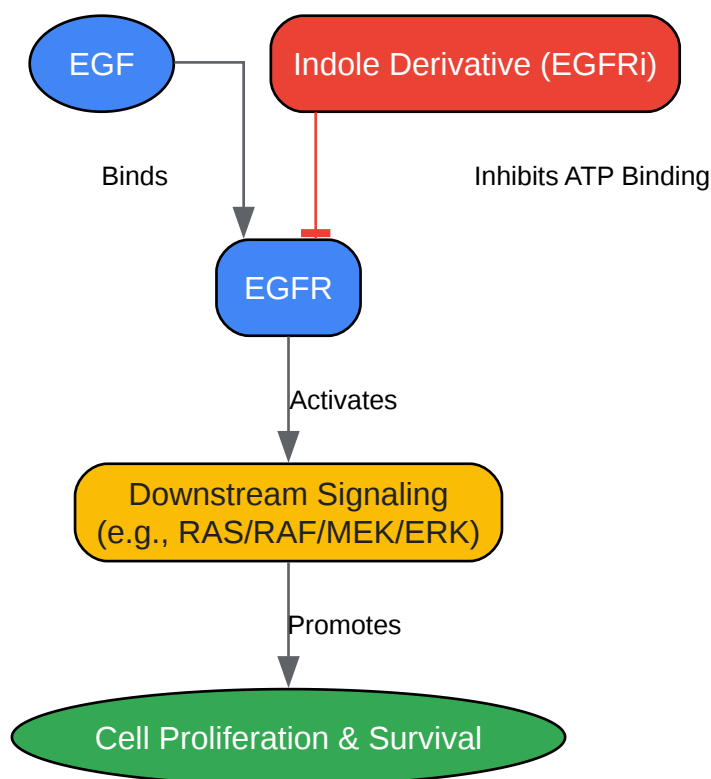 EGF
Indole Derivative (EGFRi)
Binds
Inhibits ATP Binding
EGFR
Activates
Downstream Signaling
(e.g., RAS/RAF/MEK/ERK)
Promotes
Cell Proliferation & Survival